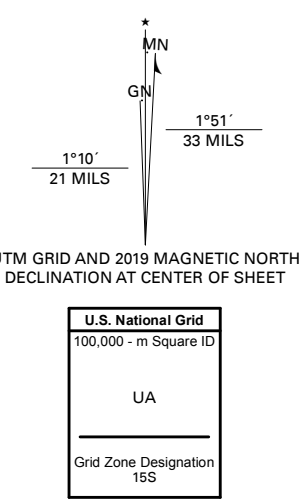 ★
MN
GN
1°51´
33 MILS
1°10´
21 MILS
UTM GRID AND 2019 MAGNETIC NORTH
DECLINATION AT CENTER OF SHEET
U.S. National Grid
100,000 - m Square ID
UA
Grid Zone Designation
15S